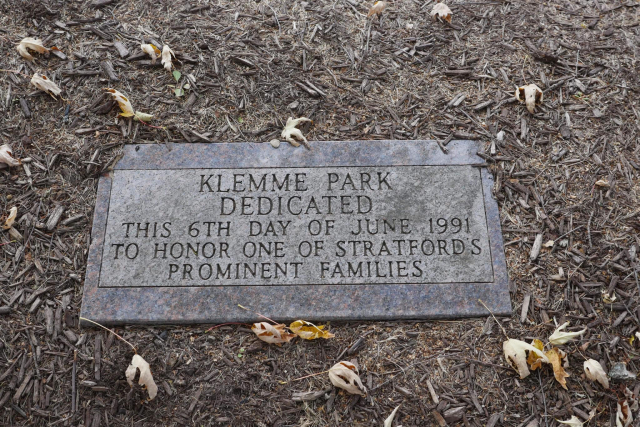 KLEMME PARK
DEDICATED
THIS 6TH DAY OF JUNE 1991
TO HONOR ONE OF STRATFORD'S
PROMINENT FAMILIES